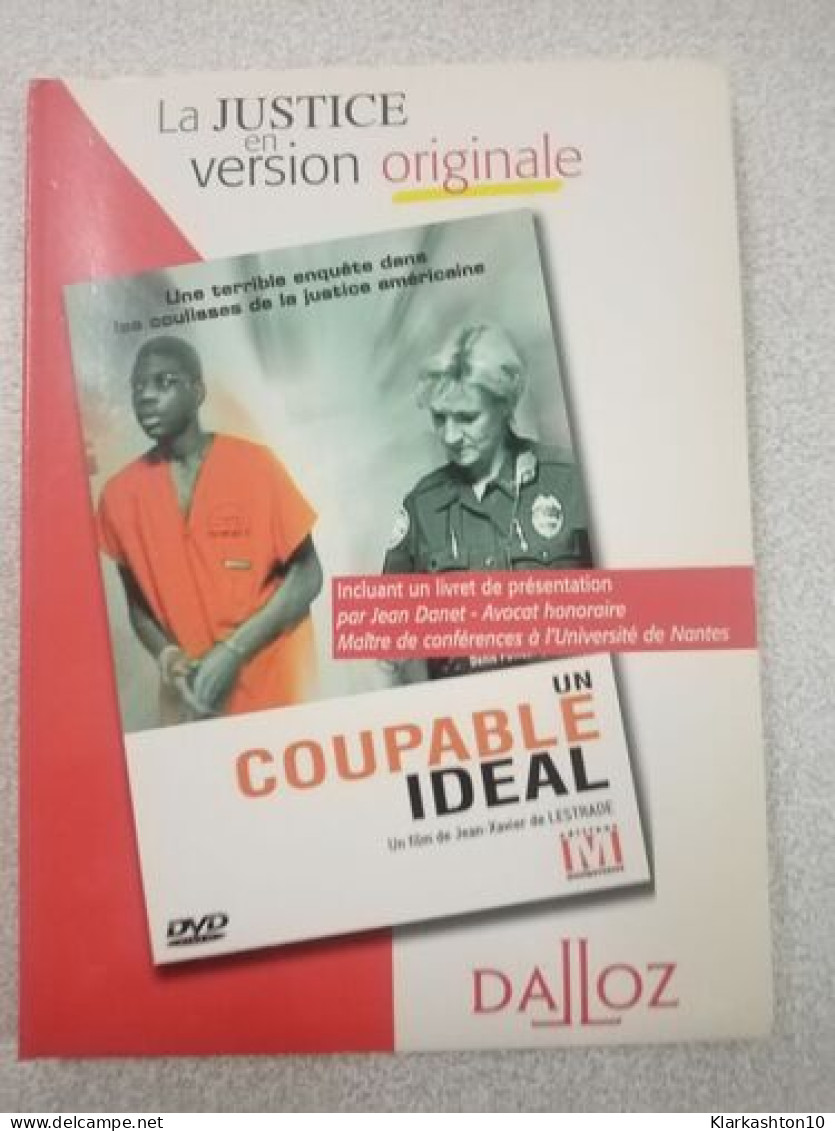 La JUSTICE
en
version originale
Une terrible enquête dans
les coulisses de la justice américaine
Incluant un livret de présentation
par Jean Danet - Avocat honoraire
Maître de conférences à l'Université de Nantes
UN
COUPABLE
IDEAL
Un film de Jean-Xavier de LESTRADE
EDITIONS
M
DVD
VIDEO
DALLOZ
delcampe.net
Klarkashton10